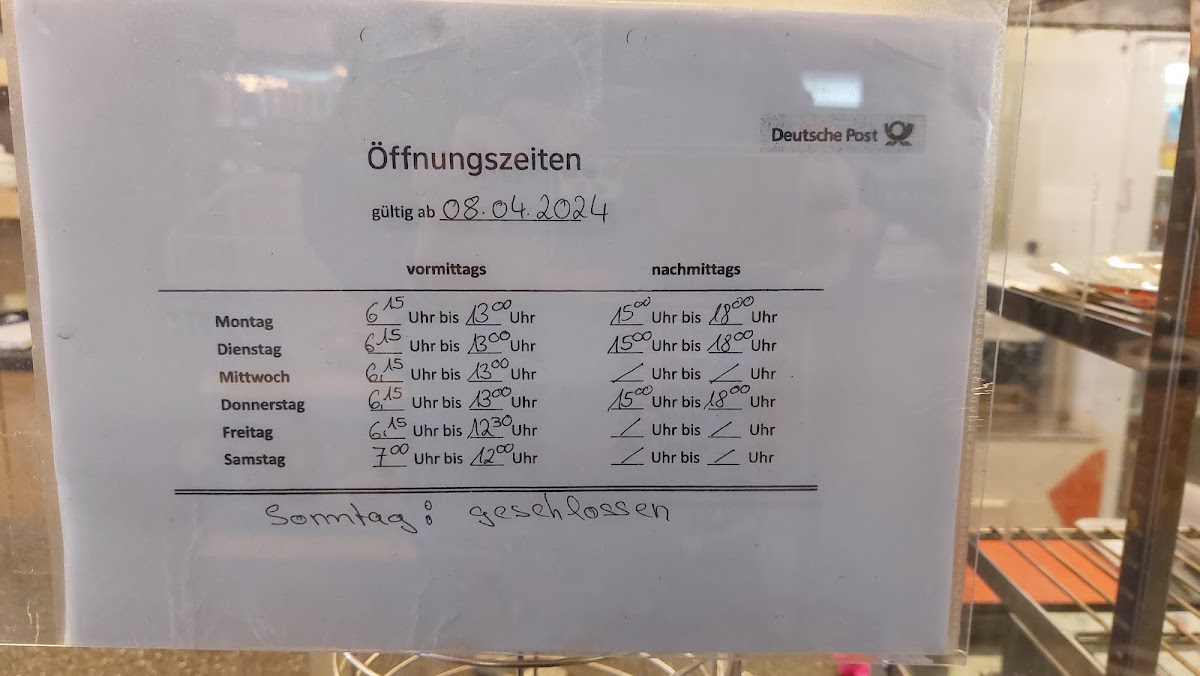 Deutsche Post
Öffnungszeiten
gültig ab 08.04.2024
vormittags nachmittags
Montag 6 15 Uhr bis 13 00 Uhr 15 00 Uhr bis 18 00 Uhr
Dienstag 6 15 Uhr bis 13 00 Uhr 15 00 Uhr bis 18 00 Uhr
Mittwoch 6, 15 Uhr bis 13 00 Uhr / Uhr bis / Uhr
Donnerstag 6, 15 Uhr bis 13 00 Uhr 15 00 Uhr bis 18 00 Uhr
Freitag 6, 15 Uhr bis 12 30 Uhr / Uhr bis / Uhr
Samstag 7 00 Uhr bis 12 00 Uhr / Uhr bis / Uhr
Sonntag: geschlossen